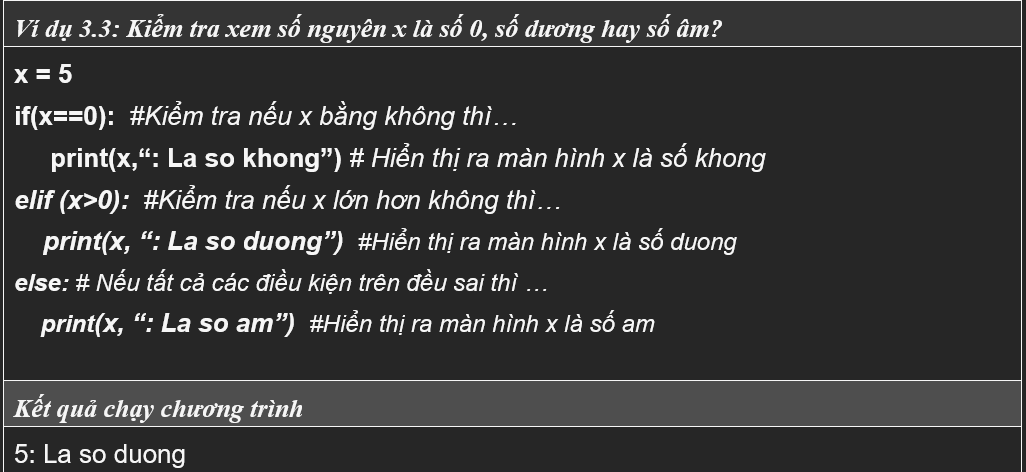 Ví dụ 3.3: Kiểm tra xem số nguyên x là số 0, số dương hay số âm?
x = 5
if(x==0):  #Kiểm tra nếu x bằng không thì…
print(x,“: La so khong”) # Hiển thị ra màn hình x là số khong
elif (x>0):  #Kiểm tra nếu x lớn hơn không thì…
print(x, “: La so duong”)  #Hiển thị ra màn hình x là số duong
else: # Nếu tất cả các điều kiện trên đều sai thì …
print(x, “: La so am”)  #Hiển thị ra màn hình x là số am
Kết quả chạy chương trình
5: La so duong